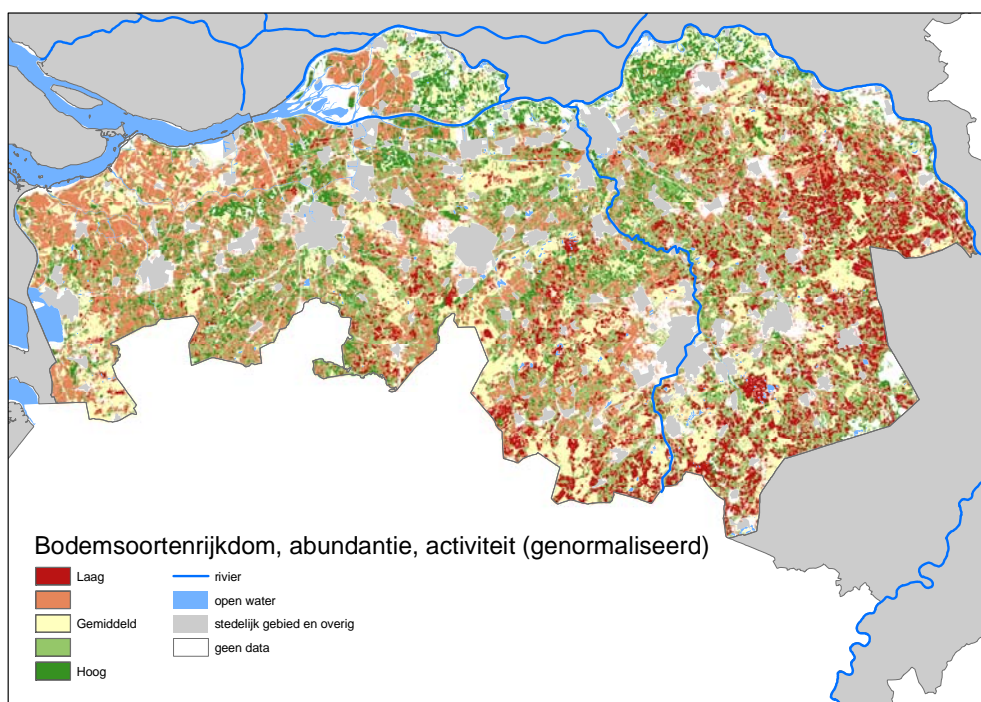 Bodemsoortenrijkdom, abundantie, activiteit (genormaliseerd)
Laag
Gemiddeld
Hoog
rivier
open water
stedelijk gebied en overig
geen data